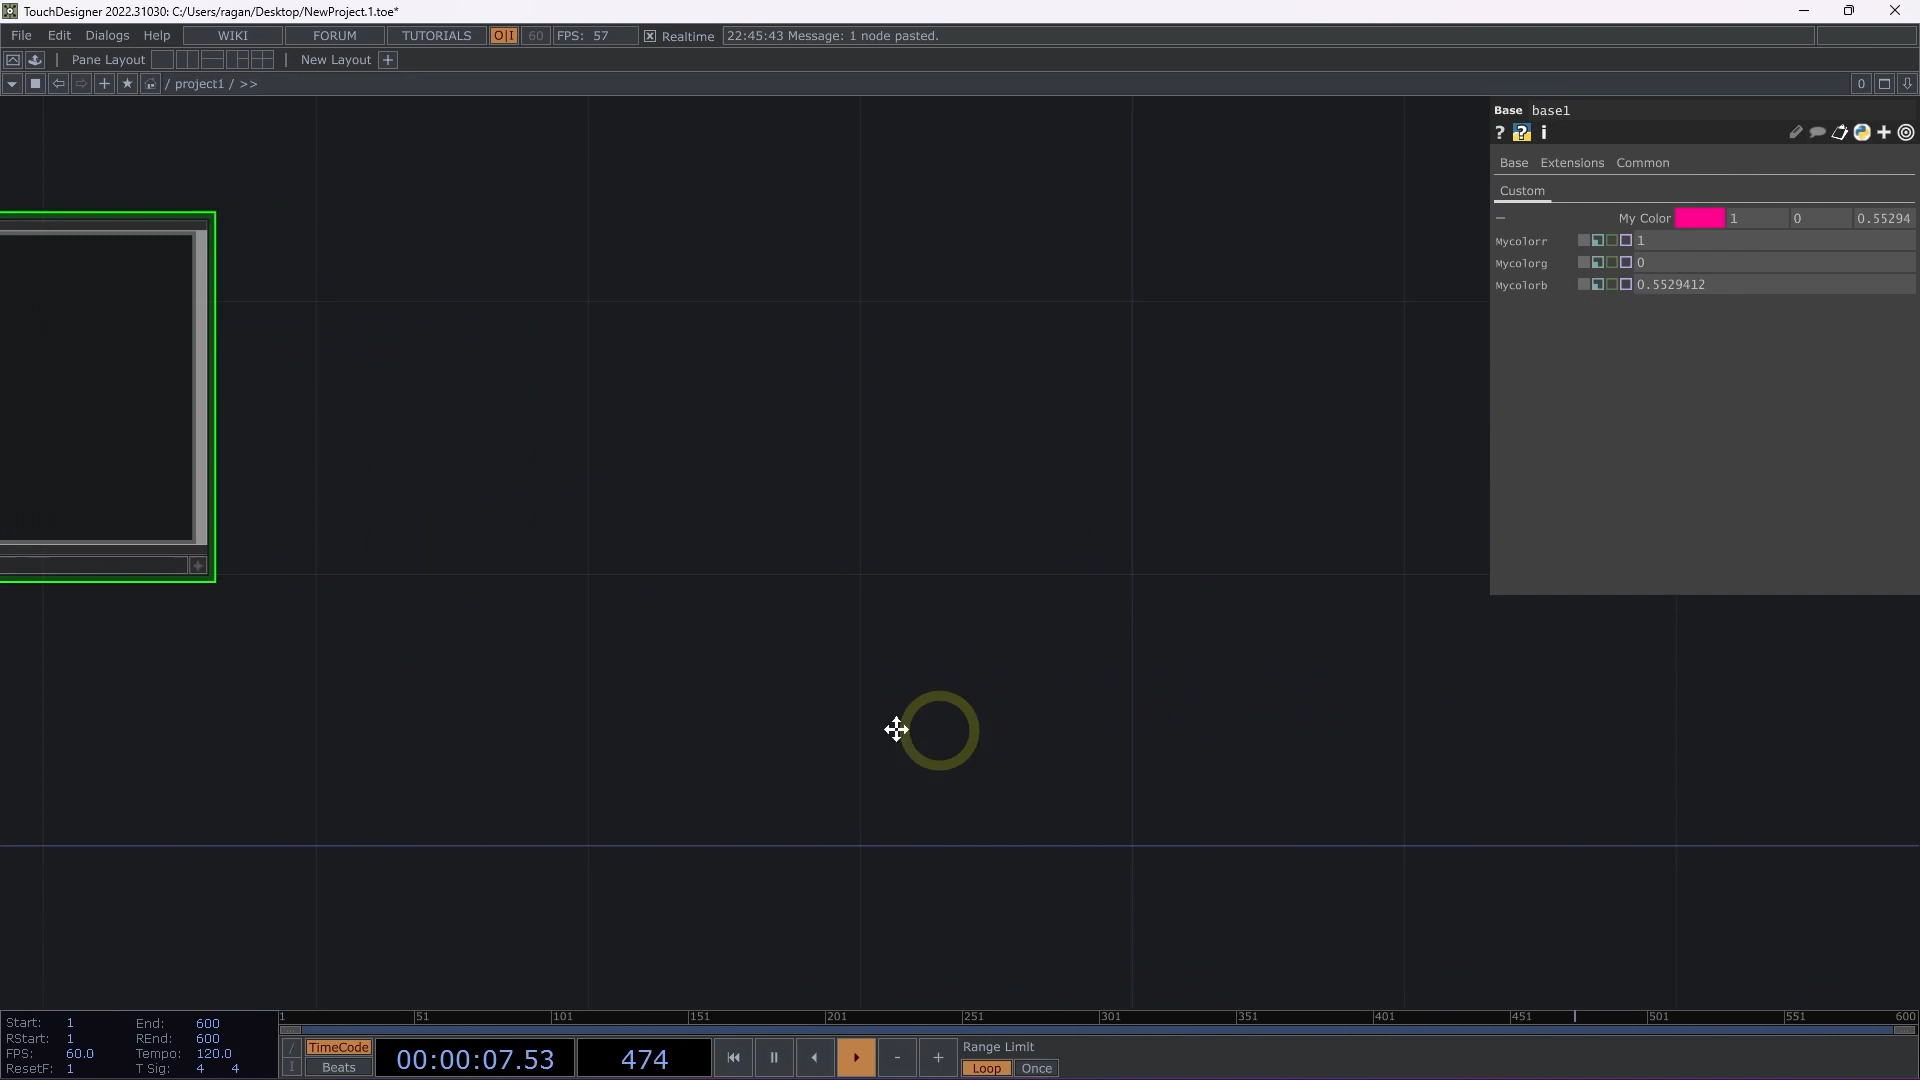 TouchDesigner 2022.31030: C:/Users/ragan/Desktop/NewProject.1.toe*
File Edit Dialogs Help WIKI FORUM TUTORIALS O|I 60 FPS: 57 Realtime 22:45:43 Message: 1 node pasted.
Pane Layout New Layout +
/ project1 / >> 0
Base base1
? ? i
Base Extensions Common
Custom
My Color 1 0 0.55294
Mycolorr 1
Mycolorg 0
Mycolorb 0.5529412
1 51 101 151 201 251 301 351 401 451 501 551 600
Start: 1 End: 600
RStart: 1 REnd: 600
FPS: 60.0 Tempo: 120.0
ResetF: 1 T Sig: 4 4
/ TimeCode
I Beats
00:00:07.53 474 - +
Range Limit
Loop Once